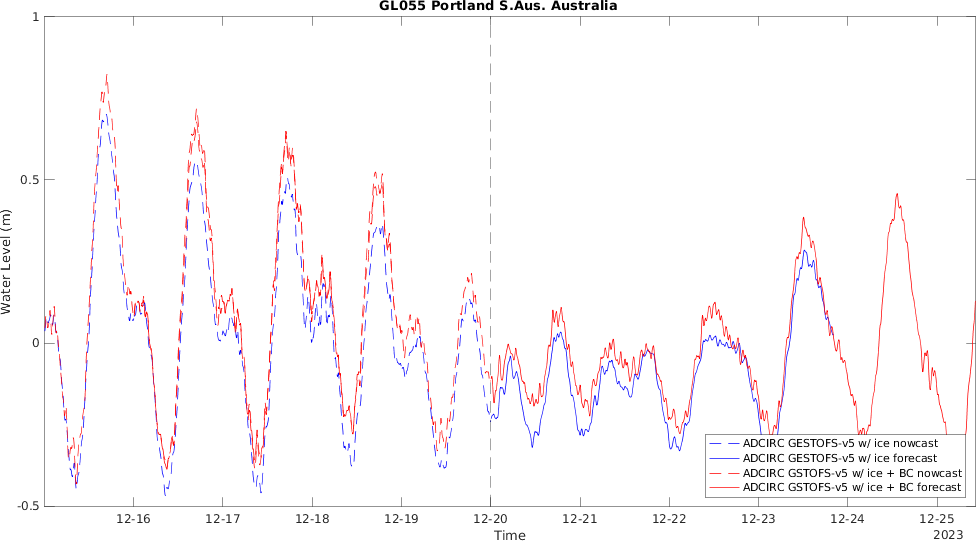 GL055 Portland S.Aus. Australia
1
0.5
0
-0.5
Water Level (m)
12-16
12-17
12-18
12-19
12-20
12-21
12-22
12-23
12-24
12-25
Time
2023
ADCIRC GESTOFS-v5 w/ ice nowcast
ADCIRC GESTOFS-v5 w/ ice forecast
ADCIRC GSTOFS-v5 w/ ice + BC nowcast
ADCIRC GSTOFS-v5 w/ ice + BC forecast